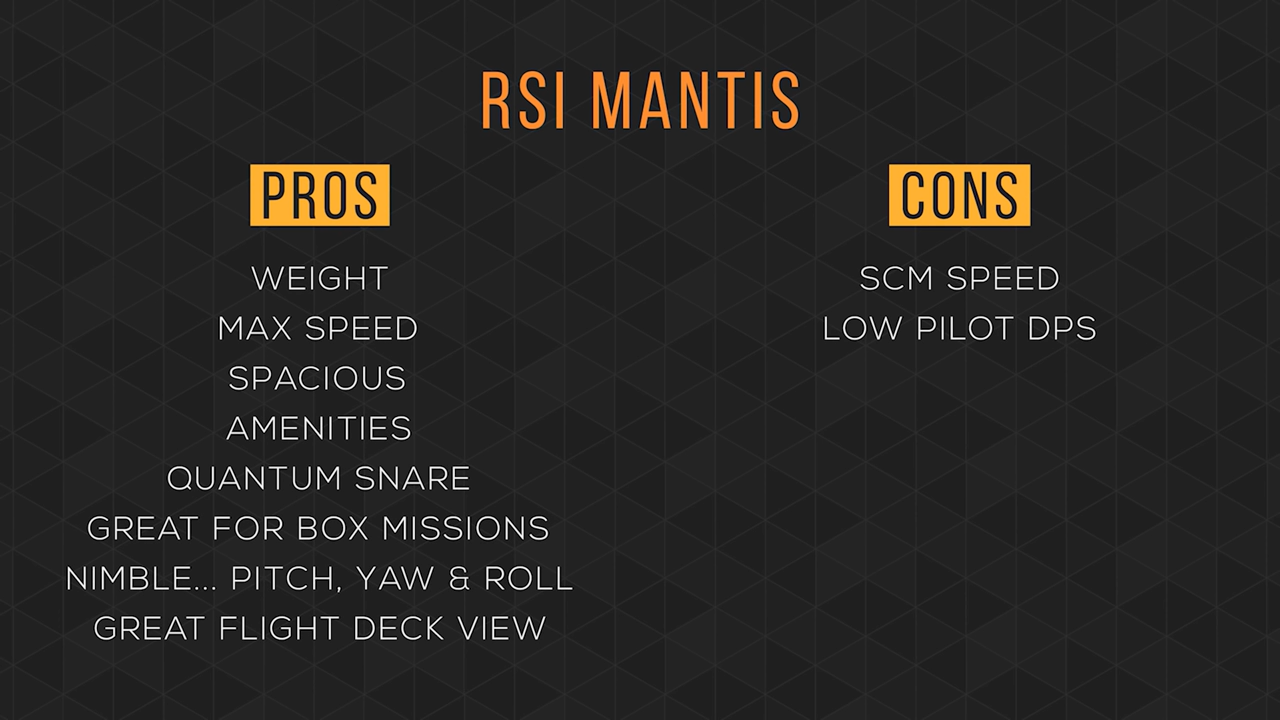 RSI MANTIS
PROS
WEIGHT
MAX SPEED
SPACIOUS
AMENITIES
QUANTUM SNARE
GREAT FOR BOX MISSIONS
NIMBLE... PITCH, YAW & ROLL
GREAT FLIGHT DECK VIEW
CONS
SCM SPEED
LOW PILOT DPS